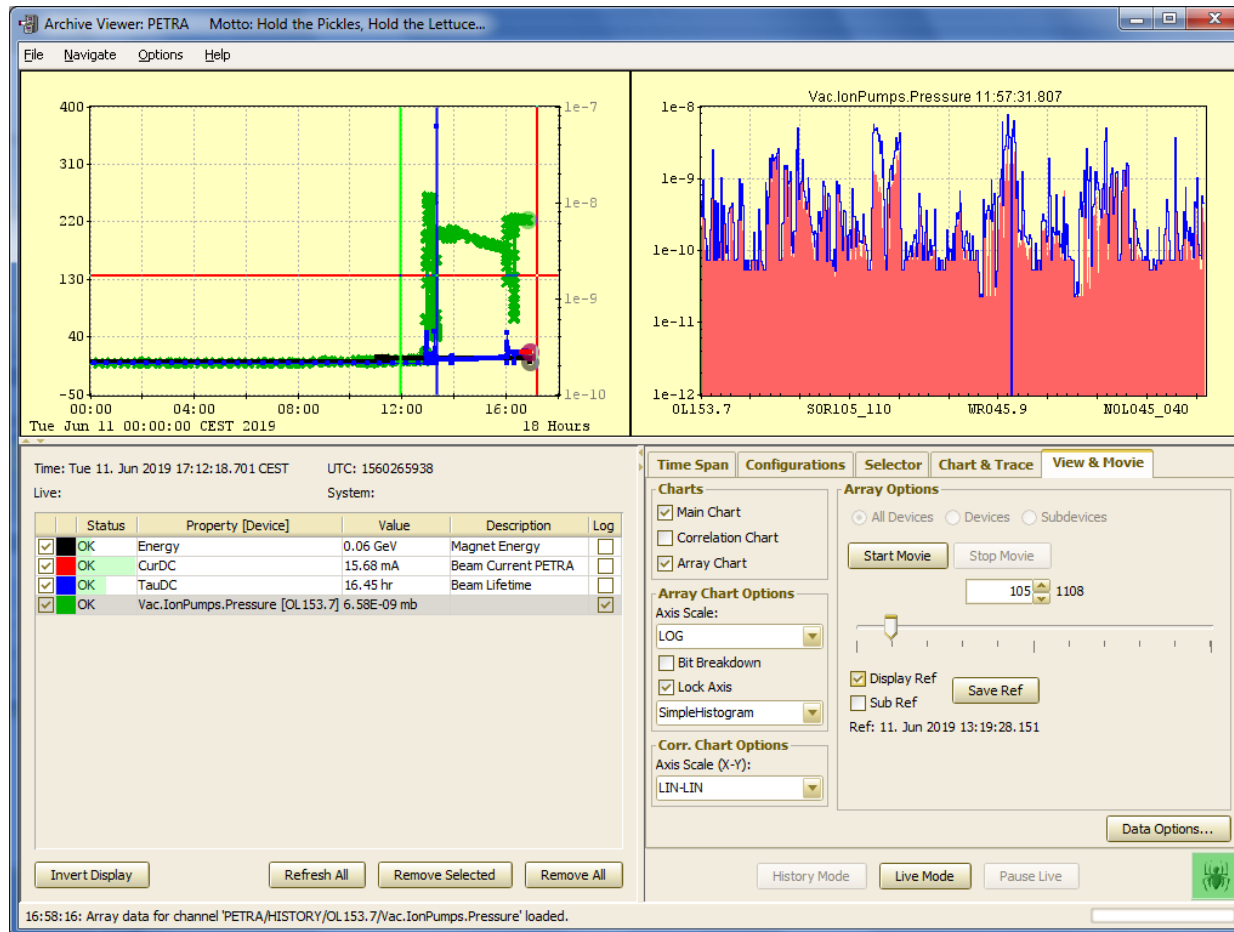 Archive Viewer: PETRA Motto: Hold the Pickles, Hold the Lettuce...
File Navigate Options Help
400
310
220
130
40
-50
1e-7
1e-8
1e-9
1e-10
00:00 04:00 08:00 12:00 16:00
Tue Jun 11 00:00:00 CEST 2019 18 Hours
Vac.IonPumps.Pressure 11:57:31.807
1e-8
1e-9
1e-10
1e-11
1e-12
OL153.7 SOR105_110 WR045.9 NOL045_040
Time: Tue 11. Jun 2019 17:12:18.701 CEST UTC: 1560265938
Live: System:
Status Property [Device] Value Description Log
OK Energy 0.06 GeV Magnet Energy
OK CurDC 15.68 mA Beam Current PETRA
OK TauDC 16.45 hr Beam Lifetime
OK Vac.IonPumps.Pressure [OL153.7] 6.58E-09 mb
Invert Display Refresh All Remove Selected Remove All
Time Span Configurations Selector Chart & Trace View & Movie
Charts
Main Chart
Correlation Chart
Array Chart
Array Chart Options
Axis Scale:
LOG
Bit Breakdown
Lock Axis
SimpleHistogram
Corr. Chart Options
Axis Scale (X-Y):
LIN-LIN
Array Options
All Devices Devices Subdevices
Start Movie Stop Movie
105 1108
Display Ref
Sub Ref
Save Ref
Ref: 11. Jun 2019 13:19:28.151
Data Options...
History Mode Live Mode Pause Live
16:58:16: Array data for channel 'PETRA/HISTORY/OL153.7/Vac.IonPumps.Pressure' loaded.